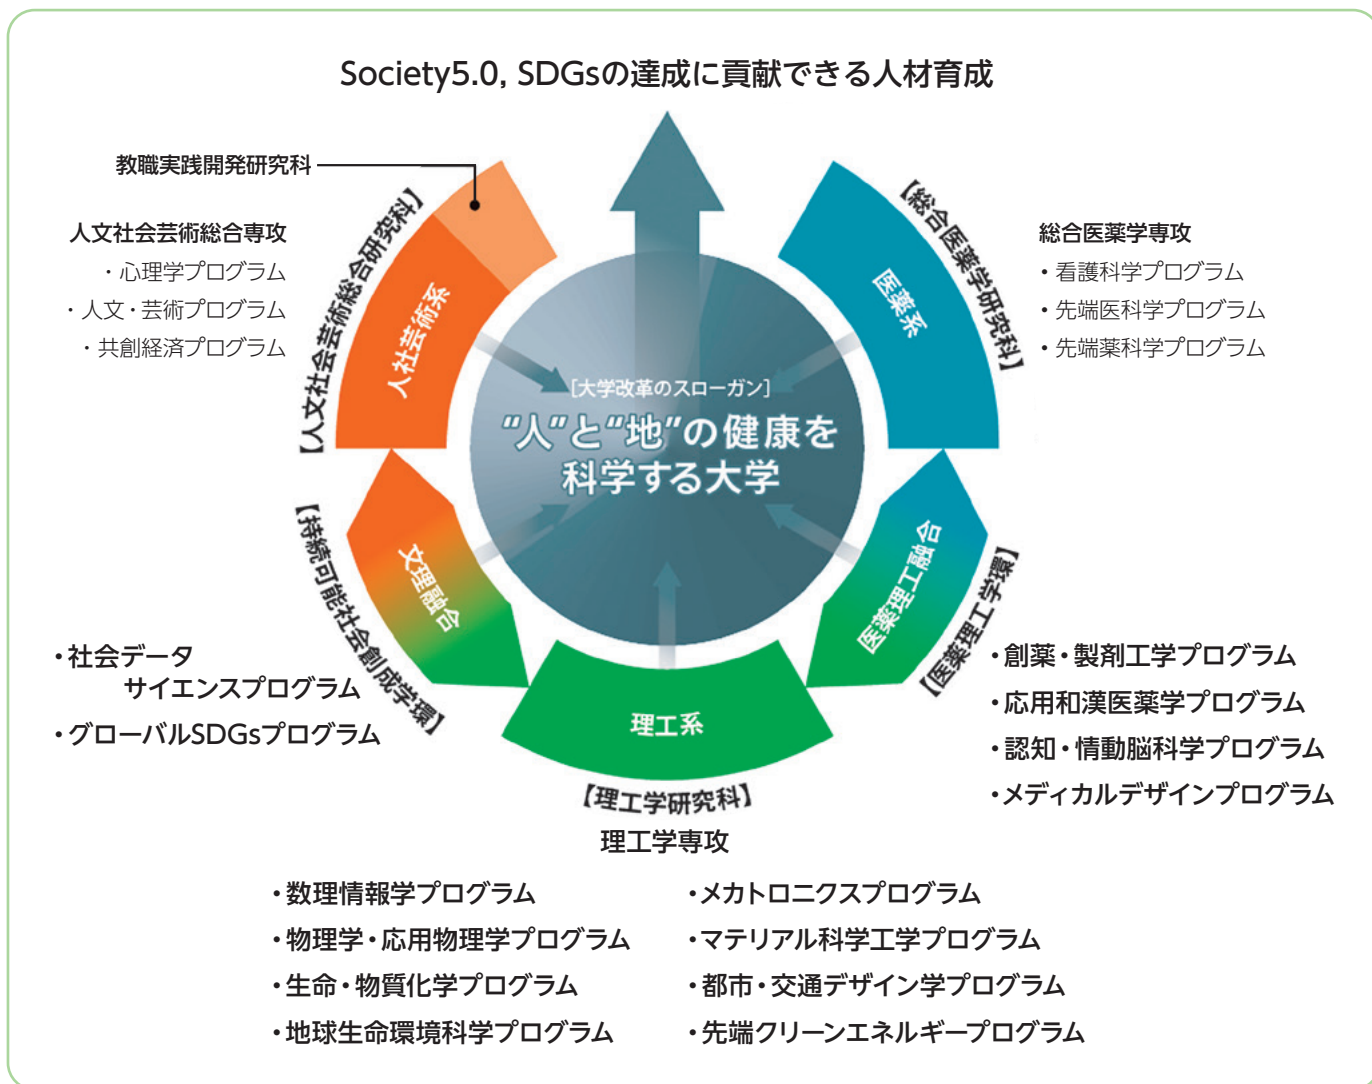 Society5.0, SDGsの達成に貢献できる人材育成
教職実践開発研究科
【人文社会芸術総合研究科】
人文社会芸術総合専攻
・心理学プログラム
・人文・芸術プログラム
・共創経済プログラム
人社芸術系
【総合医薬学研究科】
総合医薬学専攻
・看護科学プログラム
・先端医科学プログラム
・先端薬科学プログラム
医薬系
[大学改革のスローガン]
“人”と“地”の健康を
科学する大学
文理融合
【持続可能社会創成学環】
・社会データ
サイエンスプログラム
・グローバルSDGsプログラム
医薬理工融合
【医薬理工学環】
・創薬・製剤工学プログラム
・応用和漢医薬学プログラム
・認知・情動脳科学プログラム
・メディカルデザインプログラム
理工系
【理工学研究科】
理工学専攻
・数理情報学プログラム
・物理学・応用物理学プログラム
・生命・物質化学プログラム
・地球生命環境科学プログラム
・メカトロニクスプログラム
・マテリアル科学工学プログラム
・都市・交通デザイン学プログラム
・先端クリーンエネルギープログラム